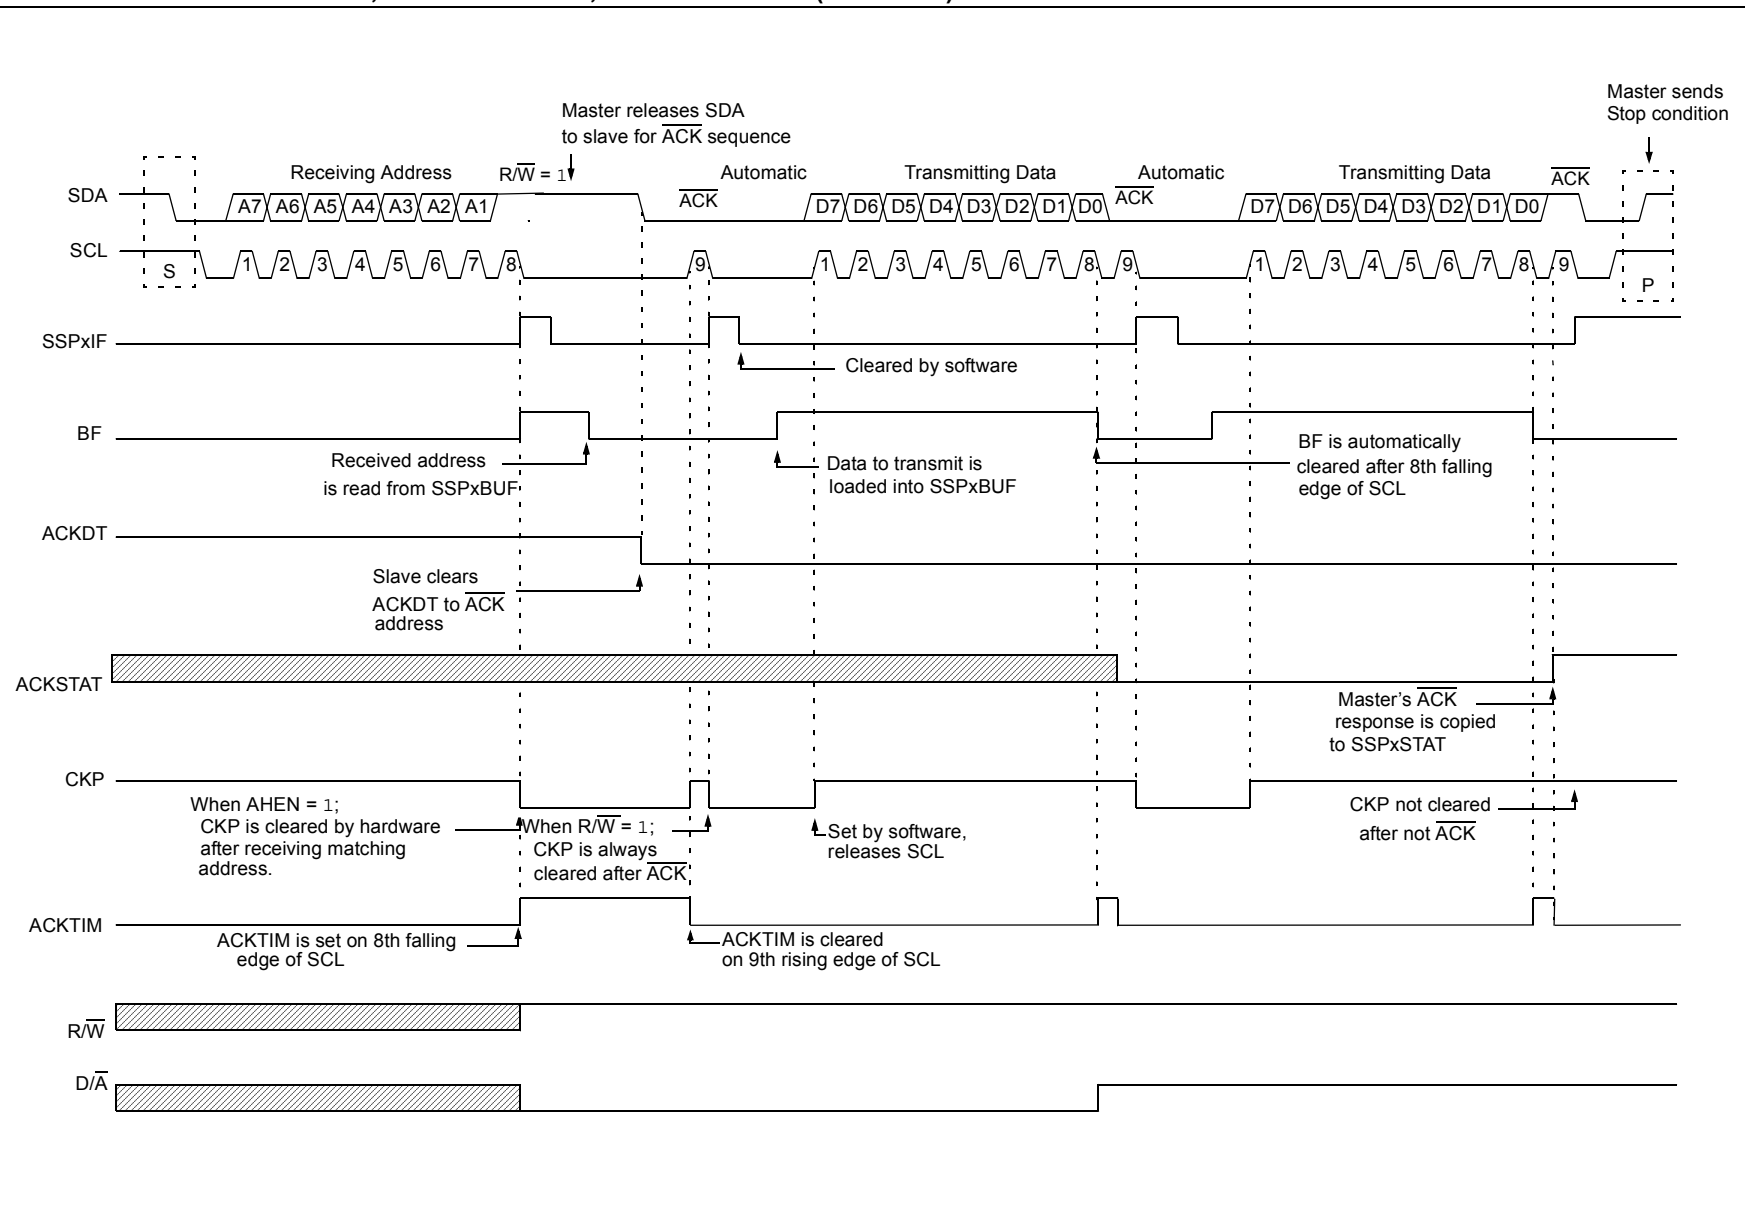 Master sends
Stop condition
Master releases SDA
to slave for ACK sequence
Receiving Address
R/W = 1
Automatic
Transmitting Data
Automatic
Transmitting Data
ACK
SDA
A7 A6 A5 A4 A3 A2 A1
ACK
D7 D6 D5 D4 D3 D2 D1 D0
ACK
D7 D6 D5 D4 D3 D2 D1 D0
SCL
S
1 2 3 4 5 6 7 8
9
1 2 3 4 5 6 7 8 9
1 2 3 4 5 6 7 8 9
P
SSPxIF
Cleared by software
BF
Received address
is read from SSPxBUF
Data to transmit is
loaded into SSPxBUF
BF is automatically
cleared after 8th falling
edge of SCL
ACKDT
Slave clears
ACKDT to ACK
address
ACKSTAT
Master's ACK
response is copied
to SSPxSTAT
CKP
When AHEN = 1;
CKP is cleared by hardware
after receiving matching
address.
When R/W = 1;
CKP is always
cleared after ACK
Set by software,
releases SCL
CKP not cleared
after not ACK
ACKTIM
ACKTIM is set on 8th falling
edge of SCL
ACKTIM is cleared
on 9th rising edge of SCL
R/W
D/A